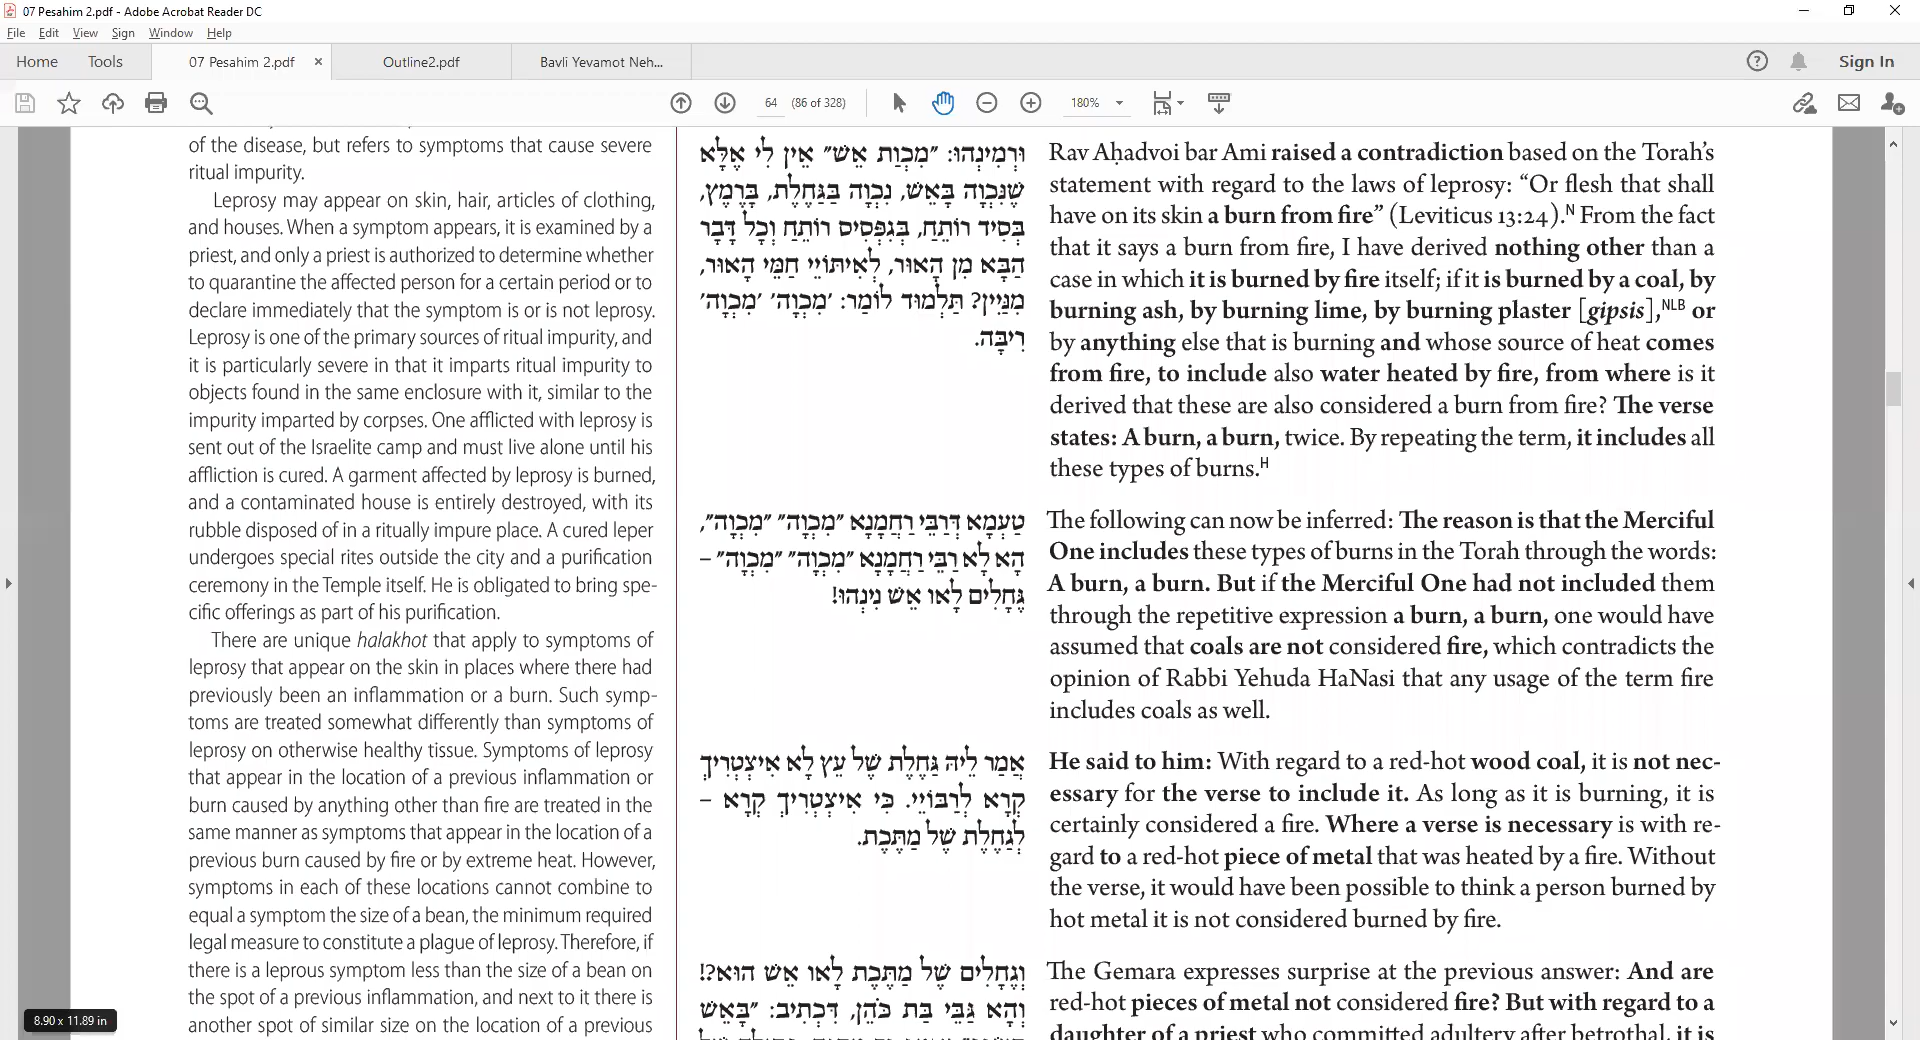 07 Pesahim 2.pdf - Adobe Acrobat Reader DC
File Edit View Sign Window Help
Home Tools 07 Pesahim 2.pdf × Outline2.pdf Bavli Yevamot Neh... Sign In
64 (86 of 328) 180%
of the disease, but refers to symptoms that cause severe
ritual impurity.
Leprosy may appear on skin, hair, articles of clothing,
and houses. When a symptom appears, it is examined by a
priest, and only a priest is authorized to determine whether
to quarantine the affected person for a certain period or to
declare immediately that the symptom is or is not leprosy.
Leprosy is one of the primary sources of ritual impurity, and
it is particularly severe in that it imparts ritual impurity to
objects found in the same enclosure with it, similar to the
impurity imparted by corpses. One afflicted with leprosy is
sent out of the Israelite camp and must live alone until his
affliction is cured. A garment affected by leprosy is burned,
and a contaminated house is entirely destroyed, with its
rubble disposed of in a ritually impure place. A cured leper
undergoes special rites outside the city and a purification
ceremony in the Temple itself. He is obligated to bring spe-
cific offerings as part of his purification.
There are unique halakhot that apply to symptoms of
leprosy that appear on the skin in places where there had
previously been an inflammation or a burn. Such symp-
toms are treated somewhat differently than symptoms of
leprosy on otherwise healthy tissue. Symptoms of leprosy
that appear in the location of a previous inflammation or
burn caused by anything other than fire are treated in the
same manner as symptoms that appear in the location of a
previous burn caused by fire or by extreme heat. However,
symptoms in each of these locations cannot combine to
equal a symptom the size of a bean, the minimum required
legal measure to constitute a plague of leprosy. Therefore, if
there is a leprous symptom less than the size of a bean on
the spot of a previous inflammation, and next to it there is
another spot of similar size on the location of a previous
וּרְמִינְהוּ: ״מִכְוַת אֵשׁ״ אֵין לִי אֶלָּא
שֶׁנִּכְוָה בָּאֵשׁ, נִכְוָה בַּגַּחֶלֶת, בָּרֶמֶץ,
בְּסִיד רוֹתֵחַ, בְּגִפְּסִיס רוֹתֵחַ וְכׇל דָּבָר
הַבָּא מִן הָאוּר, לְאִיתּוֹיֵי חַמֵּי הָאוּר,
מִנַּיִין? תַּלְמוּד לוֹמַר: ׳מִכְוָה׳ ׳מִכְוָה׳
רִיבָּה.
טַעְמָא דְּרַבֵּי רַחֲמָנָא ״מִכְוָה״ ״מִכְוָה״,
הָא לָא רַבֵּי רַחֲמָנָא ״מִכְוָה״ ״מִכְוָה״ –
גֶּחָלִים לָאו אֵשׁ נִינְהוּ!
אֲמַר לֵיהּ גַּחֶלֶת שֶׁל עֵץ לָא אִיצְטְרִיךְ
קְרָא לְרַבּוֹיֵי. כִּי אִיצְטְרִיךְ קְרָא –
לְגַחֶלֶת שֶׁל מַתֶּכֶת.
וְגֶחָלִים שֶׁל מַתֶּכֶת לָאו אֵשׁ הוּא?!
וְהָא גַּבֵּי בַּת כֹּהֵן, דִּכְתִיב: ״בָּאֵשׁ
Rav Aḥadvoi bar Ami raised a contradiction based on the Torah’s
statement with regard to the laws of leprosy: “Or flesh that shall
have on its skin a burn from fire” (Leviticus 13:24).N From the fact
that it says a burn from fire, I have derived nothing other than a
case in which it is burned by fire itself; if it is burned by a coal, by
burning ash, by burning lime, by burning plaster [gipsis],NLB or
by anything else that is burning and whose source of heat comes
from fire, to include also water heated by fire, from where is it
derived that these are also considered a burn from fire? The verse
states: A burn, a burn, twice. By repeating the term, it includes all
these types of burns.H
The following can now be inferred: The reason is that the Merciful
One includes these types of burns in the Torah through the words:
A burn, a burn. But if the Merciful One had not included them
through the repetitive expression a burn, a burn, one would have
assumed that coals are not considered fire, which contradicts the
opinion of Rabbi Yehuda HaNasi that any usage of the term fire
includes coals as well.
He said to him: With regard to a red-hot wood coal, it is not nec-
essary for the verse to include it. As long as it is burning, it is
certainly considered a fire. Where a verse is necessary is with re-
gard to a red-hot piece of metal that was heated by a fire. Without
the verse, it would have been possible to think a person burned by
hot metal it is not considered burned by fire.
The Gemara expresses surprise at the previous answer: And are
red-hot pieces of metal not considered fire? But with regard to a
daughter of a priest who committed adultery after betrothal, it is
8.90 x 11.89 in